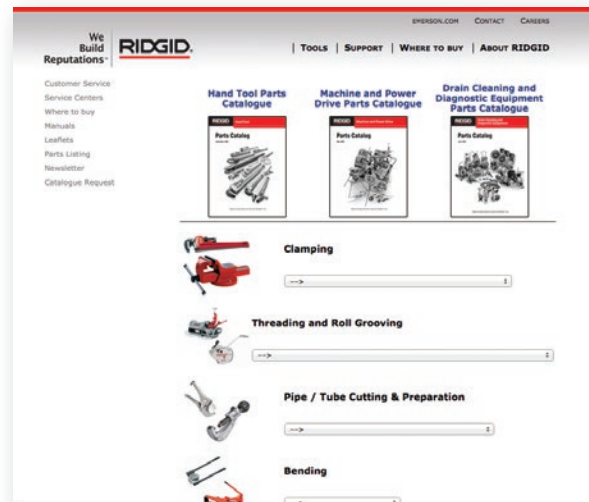 EMERSON.COM CONTACT CAREERS
We
Build
Reputations™
RIDGID.
| TOOLS | SUPPORT | WHERE TO BUY | ABOUT RIDGID
Customer Service
Service Centers
Where to buy
Manuals
Leaflets
Parts Listing
Newsletter
Catalogue Request
Hand Tool Parts
Catalogue
Machine and Power
Drive Parts Catalogue
Drain Cleaning and
Diagnostic Equipment
Parts Catalogue
RIDGID
Parts Catalog
RIDGID
Parts Catalog
RIDGID
Parts Catalog
Clamping
--->
Threading and Roll Grooving
--->
Pipe / Tube Cutting & Preparation
--->
Bending